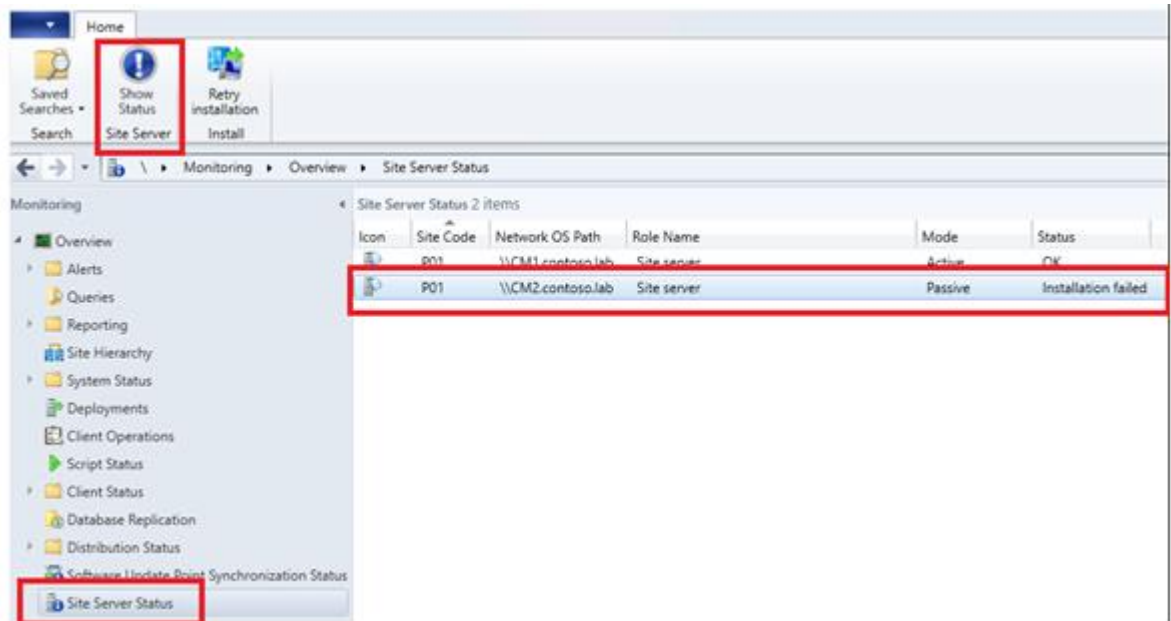 Home
Saved Searches
Show Status
Retry installation
Search
Site Server
Install
\ Monitoring Overview Site Server Status
Monitoring
Site Server Status 2 items
Overview
Alerts
Queries
Reporting
Site Hierarchy
System Status
Deployments
Client Operations
Script Status
Client Status
Database Replication
Distribution Status
Software Update Point Synchronization Status
Site Server Status
Icon Site Code Network OS Path Role Name Mode Status
P01 \\CM1.contoso.lab Site server Active OK
P01 \\CM2.contoso.lab Site server Passive Installation failed